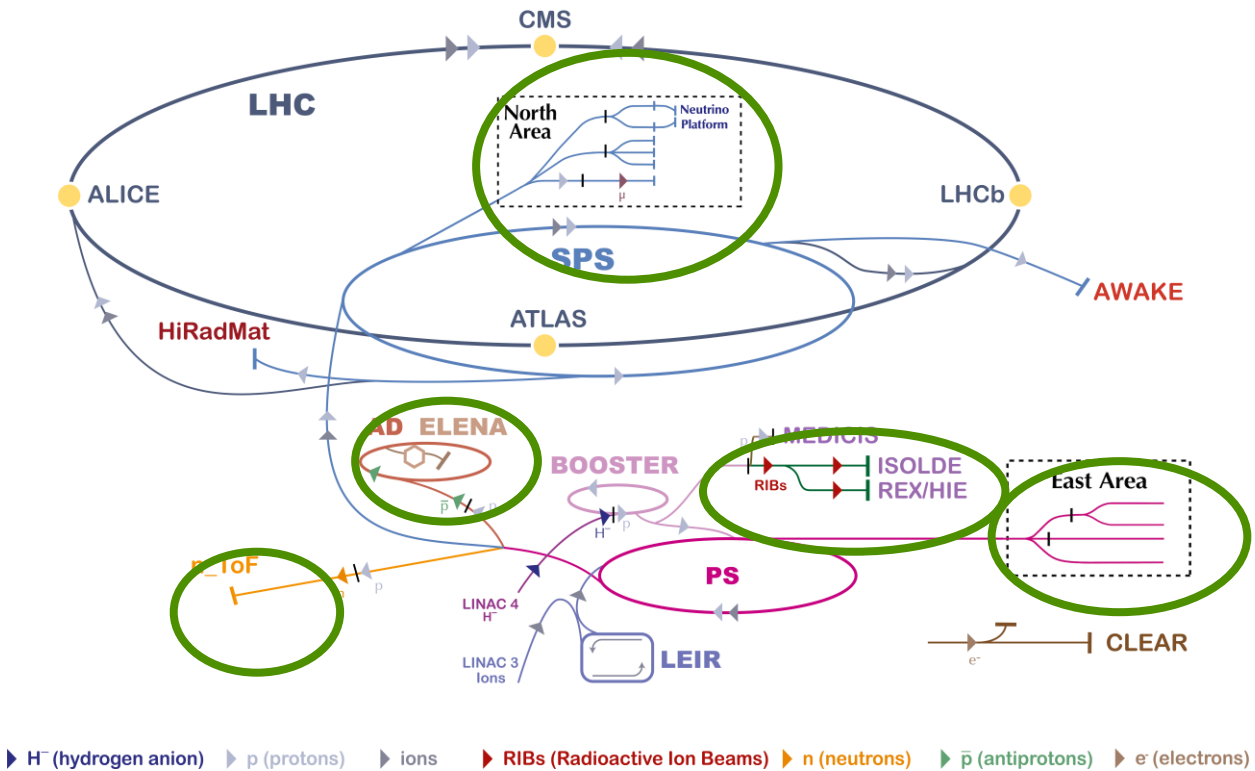 CMS
LHC
North
Area
Neutrino
Platform
μ
ALICE
LHCb
SPS
AWAKE
ATLAS
HiRadMat
AD ELENA
p̅
p
BOOSTER
H⁻
p
p
MEDICIS
RIBs
ISOLDE
REX/HIE
East Area
n_ToF
n
p
PS
LINAC 4
H⁻
LINAC 3
Ions
LEIR
e⁻
CLEAR
H⁻ (hydrogen anion)
p (protons)
ions
RIBs (Radioactive Ion Beams)
n (neutrons)
p̅ (antiprotons)
e⁻ (electrons)